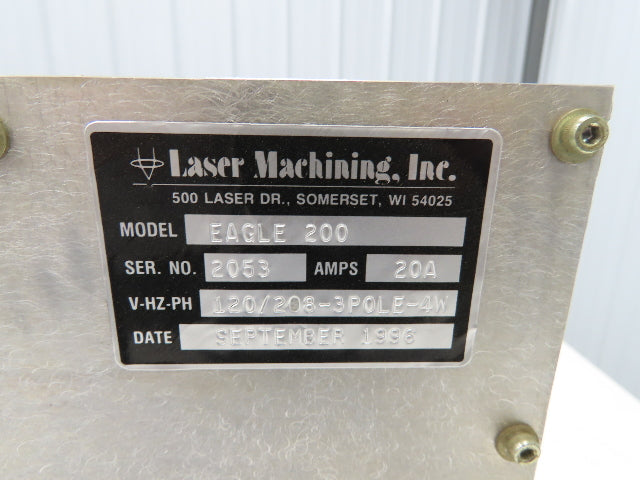 Laser Machining, Inc.
500 LASER DR., SOMERSET, WI 54025
MODEL EAGLE 200
SER. NO. 2053 AMPS 20A
V-HZ-PH 120/208-3POLE-4W
DATE SEPTEMBER 1996